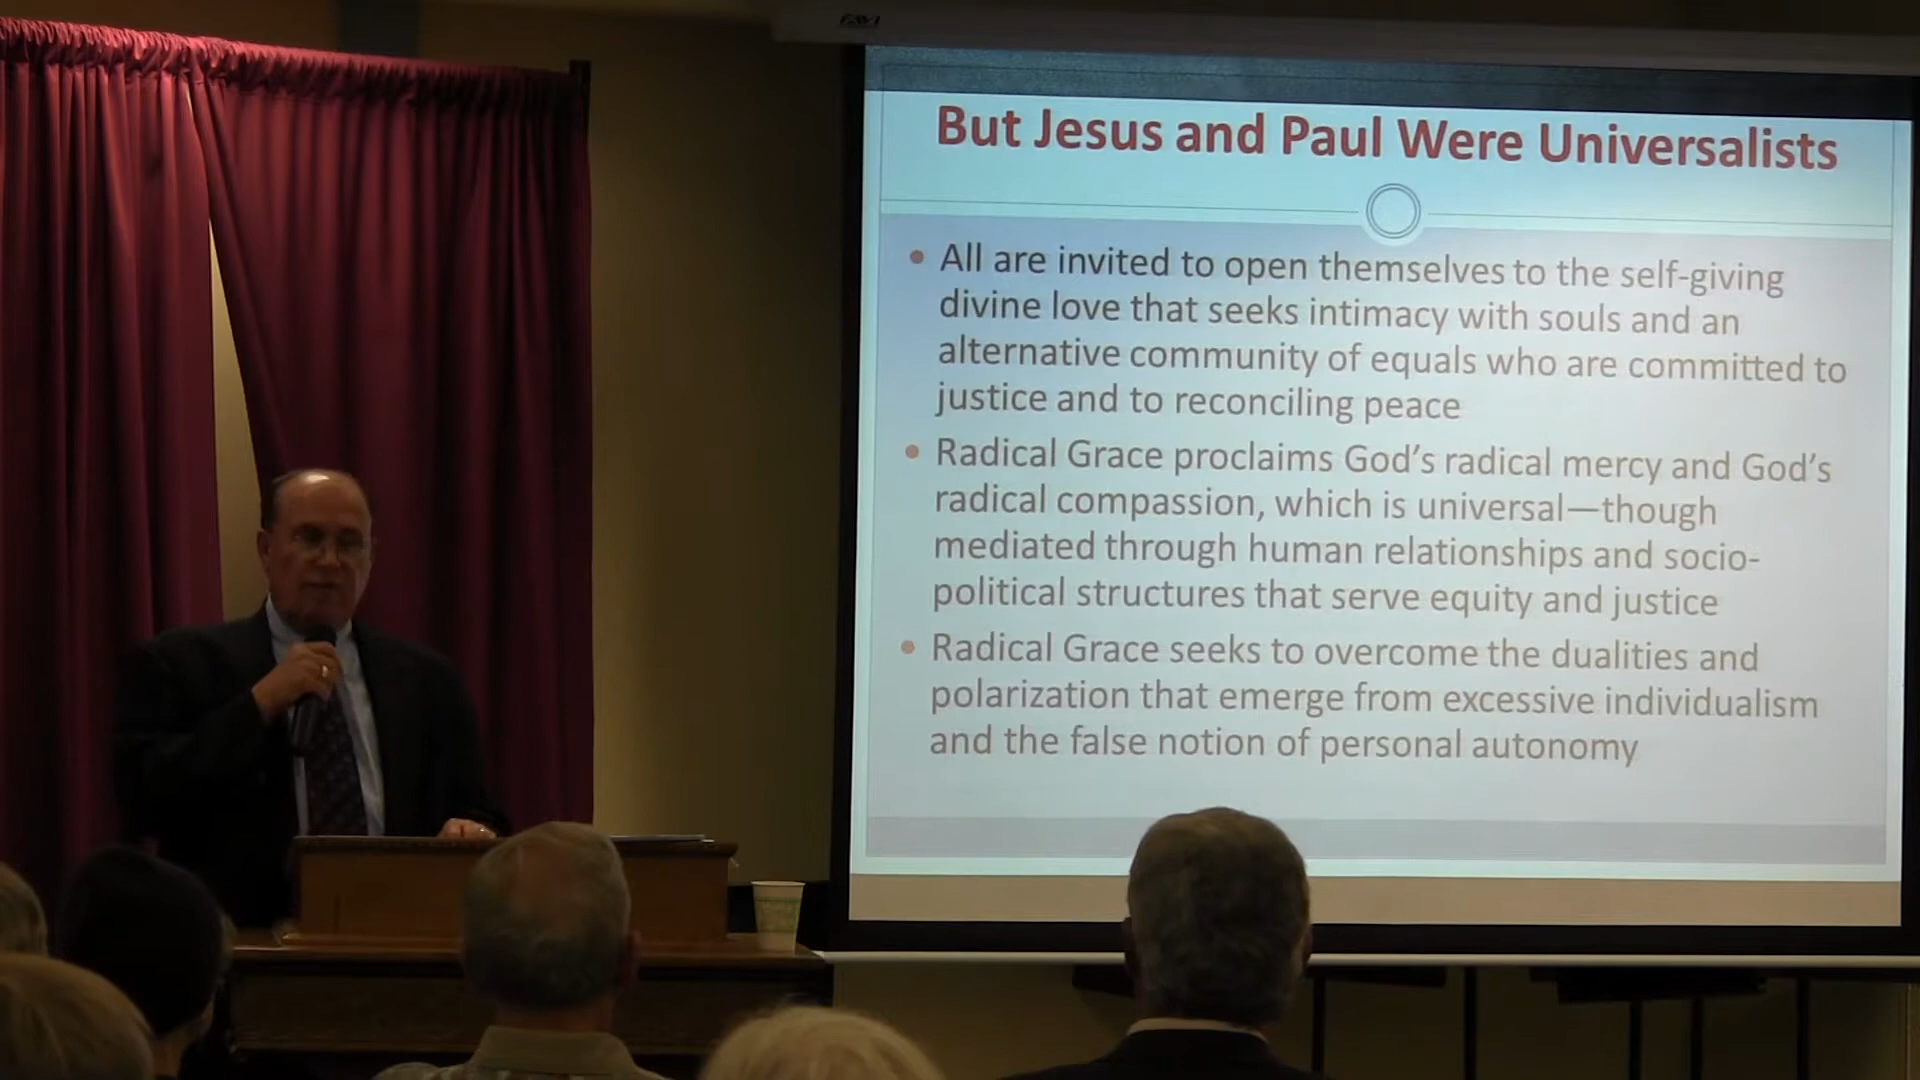 FAVI
But Jesus and Paul Were Universalists
• All are invited to open themselves to the self-giving
divine love that seeks intimacy with souls and an
alternative community of equals who are committed to
justice and to reconciling peace
• Radical Grace proclaims God's radical mercy and God's
radical compassion, which is universal—though
mediated through human relationships and socio-
political structures that serve equity and justice
• Radical Grace seeks to overcome the dualities and
polarization that emerge from excessive individualism
and the false notion of personal autonomy